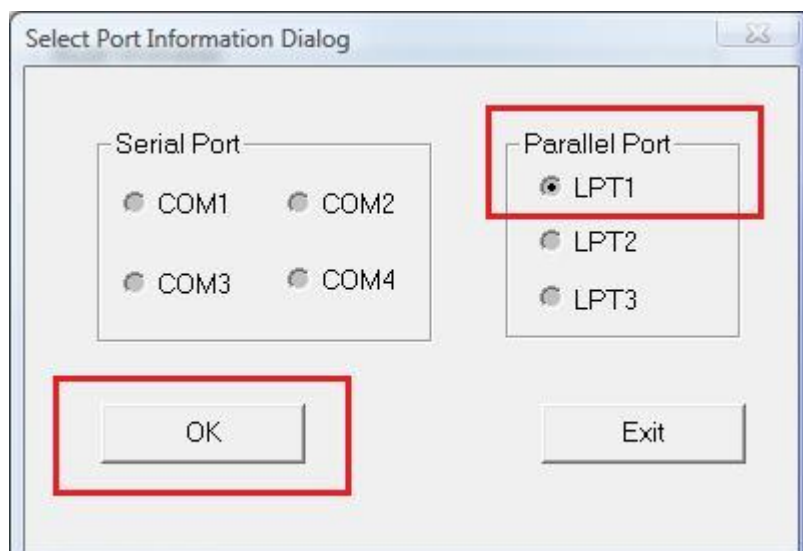 Select Port Information Dialog
Serial Port
COM1 COM2
COM3 COM4
Parallel Port
LPT1
LPT2
LPT3
OK
Exit